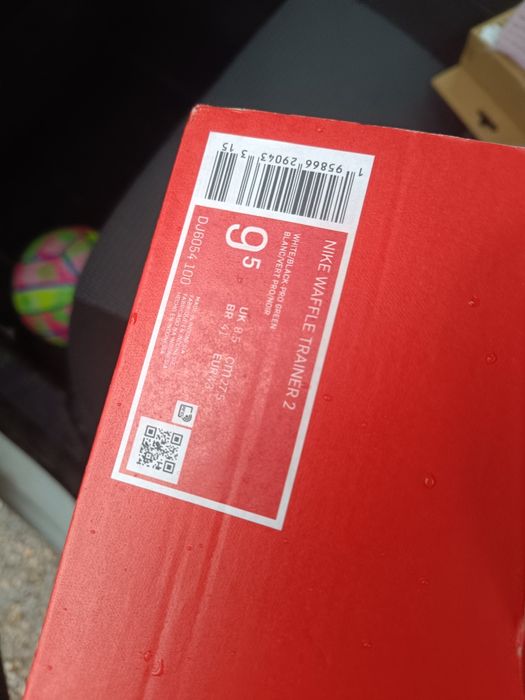 1 95866 29043 3 15
NIKE WAFFLE TRAINER 2
WHITE/BLACK-PRO GREEN
BLANC/VERT PRO/NOIR
9.5
UK 8.5 cm 27.5
BR 41 EUR 43
DJ6054 100